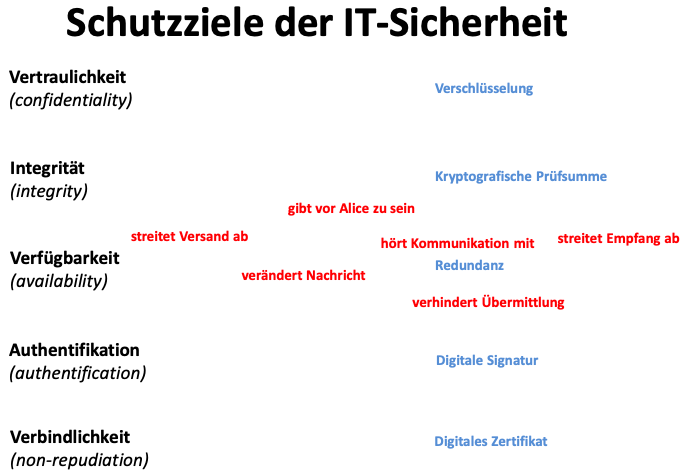 Schutzziele der IT-Sicherheit
Vertraulichkeit
(confidentiality)
Verschlüsselung
Integrität
(integrity)
Kryptografische Prüfsumme
gibt vor Alice zu sein
streitet Versand ab
hört Kommunikation mit
streitet Empfang ab
Verfügbarkeit
(availability)
Redundanz
verändert Nachricht
verhindert Übermittlung
Authentifikation
(authentification)
Digitale Signatur
Verbindlichkeit
(non-repudiation)
Digitales Zertifikat